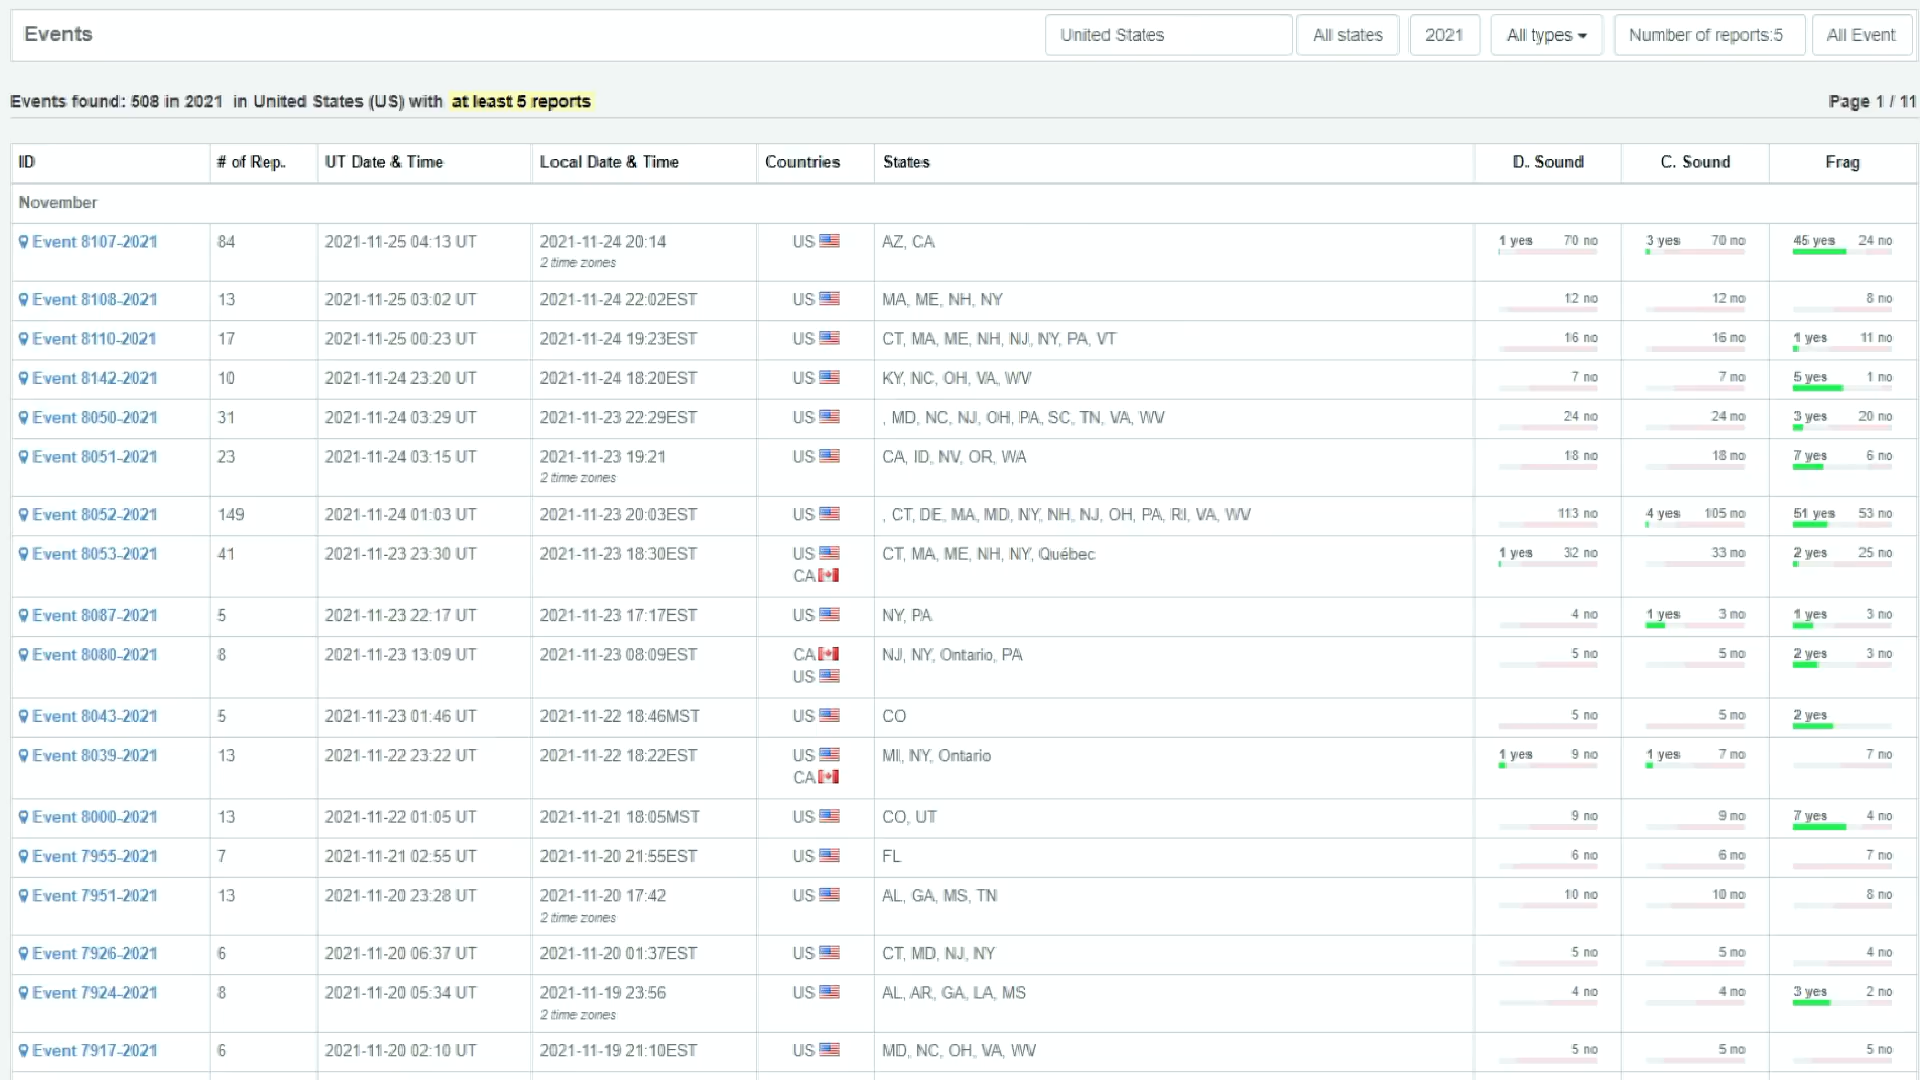 Events United States All states 2021 All types Number of reports:5 All Event
Events found: 508 in 2021 in United States (US) with at least 5 reports Page 1 / 11
ID # of Rep. UT Date & Time Local Date & Time Countries States D. Sound C. Sound Frag
November
Event 8107-2021 84 2021-11-25 04:13 UT 2021-11-24 20:14 US AZ, CA 1 yes 70 no 3 yes 70 no 45 yes 24 no
2 time zones
Event 8108-2021 13 2021-11-25 03:02 UT 2021-11-24 22:02EST US MA, ME, NH, NY 12 no 12 no 8 no
Event 8110-2021 17 2021-11-25 00:23 UT 2021-11-24 19:23EST US CT, MA, ME, NH, NJ, NY, PA, VT 16 no 16 no 1 yes 11 no
Event 8142-2021 10 2021-11-24 23:20 UT 2021-11-24 18:20EST US KY, NC, OH, VA, WV 7 no 7 no 5 yes 1 no
Event 8050-2021 31 2021-11-24 03:29 UT 2021-11-23 22:29EST US , MD, NC, NJ, OH, PA, SC, TN, VA, WV 24 no 24 no 3 yes 20 no
Event 8051-2021 23 2021-11-24 03:15 UT 2021-11-23 19:21 US CA, ID, NV, OR, WA 18 no 18 no 7 yes 6 no
2 time zones
Event 8052-2021 149 2021-11-24 01:03 UT 2021-11-23 20:03EST US , CT, DE, MA, MD, NY, NH, NJ, OH, PA, RI, VA, WV 113 no 4 yes 105 no 51 yes 53 no
Event 8053-2021 41 2021-11-23 23:30 UT 2021-11-23 18:30EST US CT, MA, ME, NH, NY, Québec 1 yes 32 no 33 no 2 yes 25 no
CA
Event 8087-2021 5 2021-11-23 22:17 UT 2021-11-23 17:17EST US NY, PA 4 no 1 yes 3 no 1 yes 3 no
Event 8080-2021 8 2021-11-23 13:09 UT 2021-11-23 08:09EST CA NJ, NY, Ontario, PA 5 no 5 no 2 yes 3 no
US
Event 8043-2021 5 2021-11-23 01:46 UT 2021-11-22 18:46MST US CO 5 no 5 no 2 yes
Event 8039-2021 13 2021-11-22 23:22 UT 2021-11-22 18:22EST US MI, NY, Ontario 1 yes 9 no 1 yes 7 no 7 no
CA
Event 8000-2021 13 2021-11-22 01:05 UT 2021-11-21 18:05MST US CO, UT 9 no 9 no 7 yes 4 no
Event 7955-2021 7 2021-11-21 02:55 UT 2021-11-20 21:55EST US FL 6 no 6 no 7 no
Event 7951-2021 13 2021-11-20 23:28 UT 2021-11-20 17:42 US AL, GA, MS, TN 10 no 10 no 8 no
2 time zones
Event 7926-2021 6 2021-11-20 06:37 UT 2021-11-20 01:37EST US CT, MD, NJ, NY 5 no 5 no 4 no
Event 7924-2021 8 2021-11-20 05:34 UT 2021-11-19 23:56 US AL, AR, GA, LA, MS 4 no 4 no 3 yes 2 no
2 time zones
Event 7917-2021 6 2021-11-20 02:10 UT 2021-11-19 21:10EST US MD, NC, OH, VA, WV 5 no 5 no 5 no